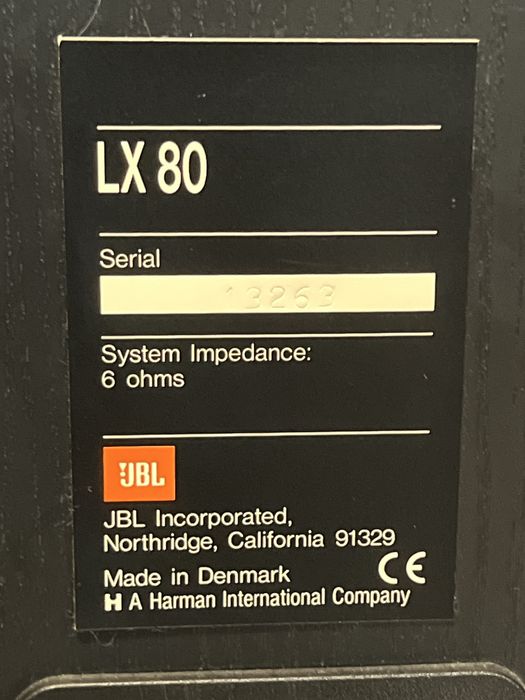 LX 80
Serial
13263
System Impedance:
6 ohms
JBL
JBL Incorporated,
Northridge, California 91329
Made in Denmark CE
H A Harman International Company